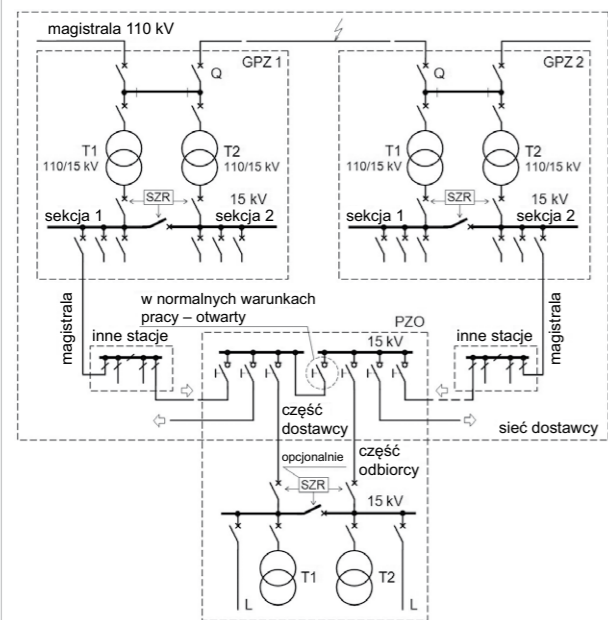 magistrala 110 kV
GPZ 1
GPZ 2
Q
Q
T1
110/15 kV
T2
110/15 kV
T1
110/15 kV
T2
110/15 kV
SZR
15 kV
SZR
15 kV
sekcja 1
sekcja 2
sekcja 1
sekcja 2
magistrala
magistrala
w normalnych warunkach
pracy – otwarty
PZO
inne stacje
15 kV
inne stacje
część
dostawcy
część
odbiorcy
sieć dostawcy
opcjonalnie
SZR
15 kV
T1
T2
L
L